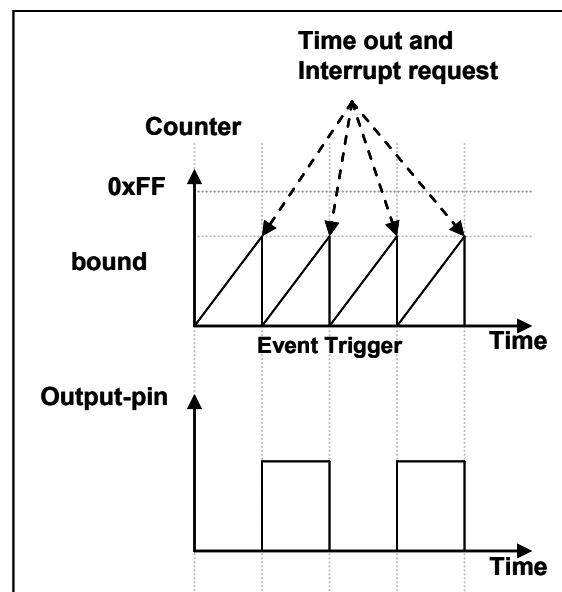 Time out and
Interrupt request
Counter
0xFF
bound
Time
Event Trigger
Output-pin
Time